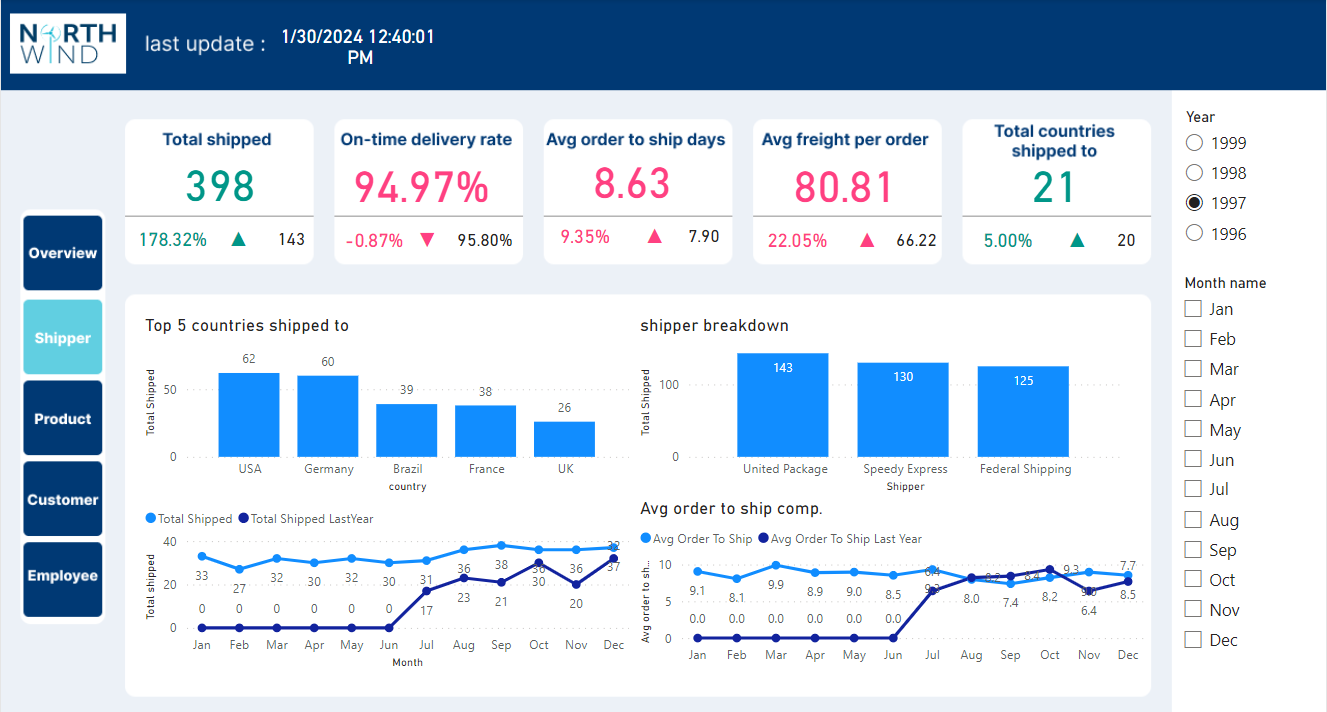 NORTH
WIND
last update :
1/30/2024 12:40:01
PM
Total shipped
398
178.32% ▲ 143
On-time delivery rate
94.97%
-0.87% ▼ 95.80%
Avg order to ship days
8.63
9.35% ▲ 7.90
Avg freight per order
80.81
22.05% ▲ 66.22
Total countries
shipped to
21
5.00% ▲ 20
Overview
Shipper
Product
Customer
Employee
Top 5 countries shipped to
Total Shipped
50
0
62 60 39 38 26
USA Germany Brazil France UK
country
shipper breakdown
Total Shipped
100
0
143 130 125
United Package Speedy Express Federal Shipping
Shipper
Total Shipped Total Shipped LastYear
Total shipped
40
20
0
33 27 32 30 32 30 31 36 38 36 36 37
0 0 0 0 0 0 17 23 21 30 20 32
Jan Feb Mar Apr May Jun Jul Aug Sep Oct Nov Dec
Month
Avg order to ship comp.
Avg Order To Ship Avg Order To Ship Last Year
Avg order to sh...
10
5
0
9.1 8.1 9.9 8.9 9.0 8.5 9.3 8.0 7.4 8.2 9.0 8.5
0.0 0.0 0.0 0.0 0.0 0.0 6.4 8.2 8.4 9.3 6.4 7.7
Jan Feb Mar Apr May Jun Jul Aug Sep Oct Nov Dec
Year
1999
1998
1997
1996
Month name
Jan
Feb
Mar
Apr
May
Jun
Jul
Aug
Sep
Oct
Nov
Dec